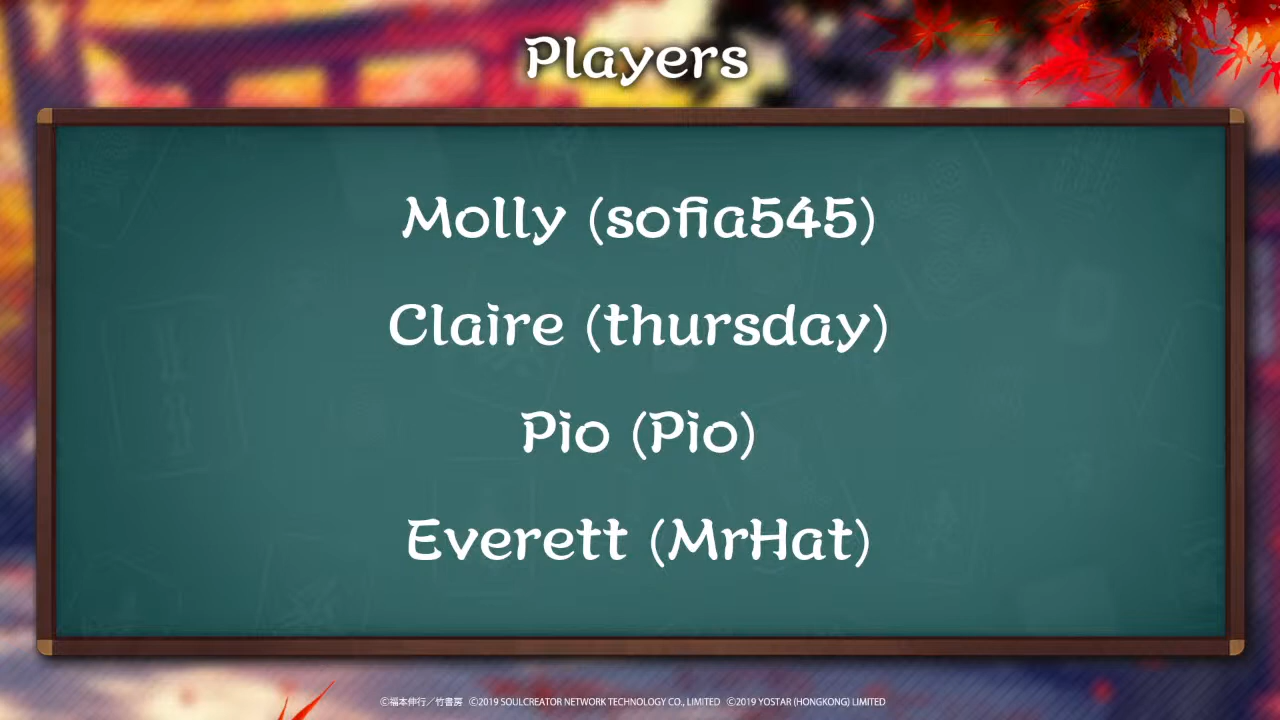 Players
Molly (sofia545)
Claire (thursday)
Pio (Pio)
Everett (MrHat)
©福本伸行／竹書房 ©2019 SOULCREATOR NETWORK TECHNOLOGY CO., LIMITED ©2019 YOSTAR (HONGKONG) LIMITED